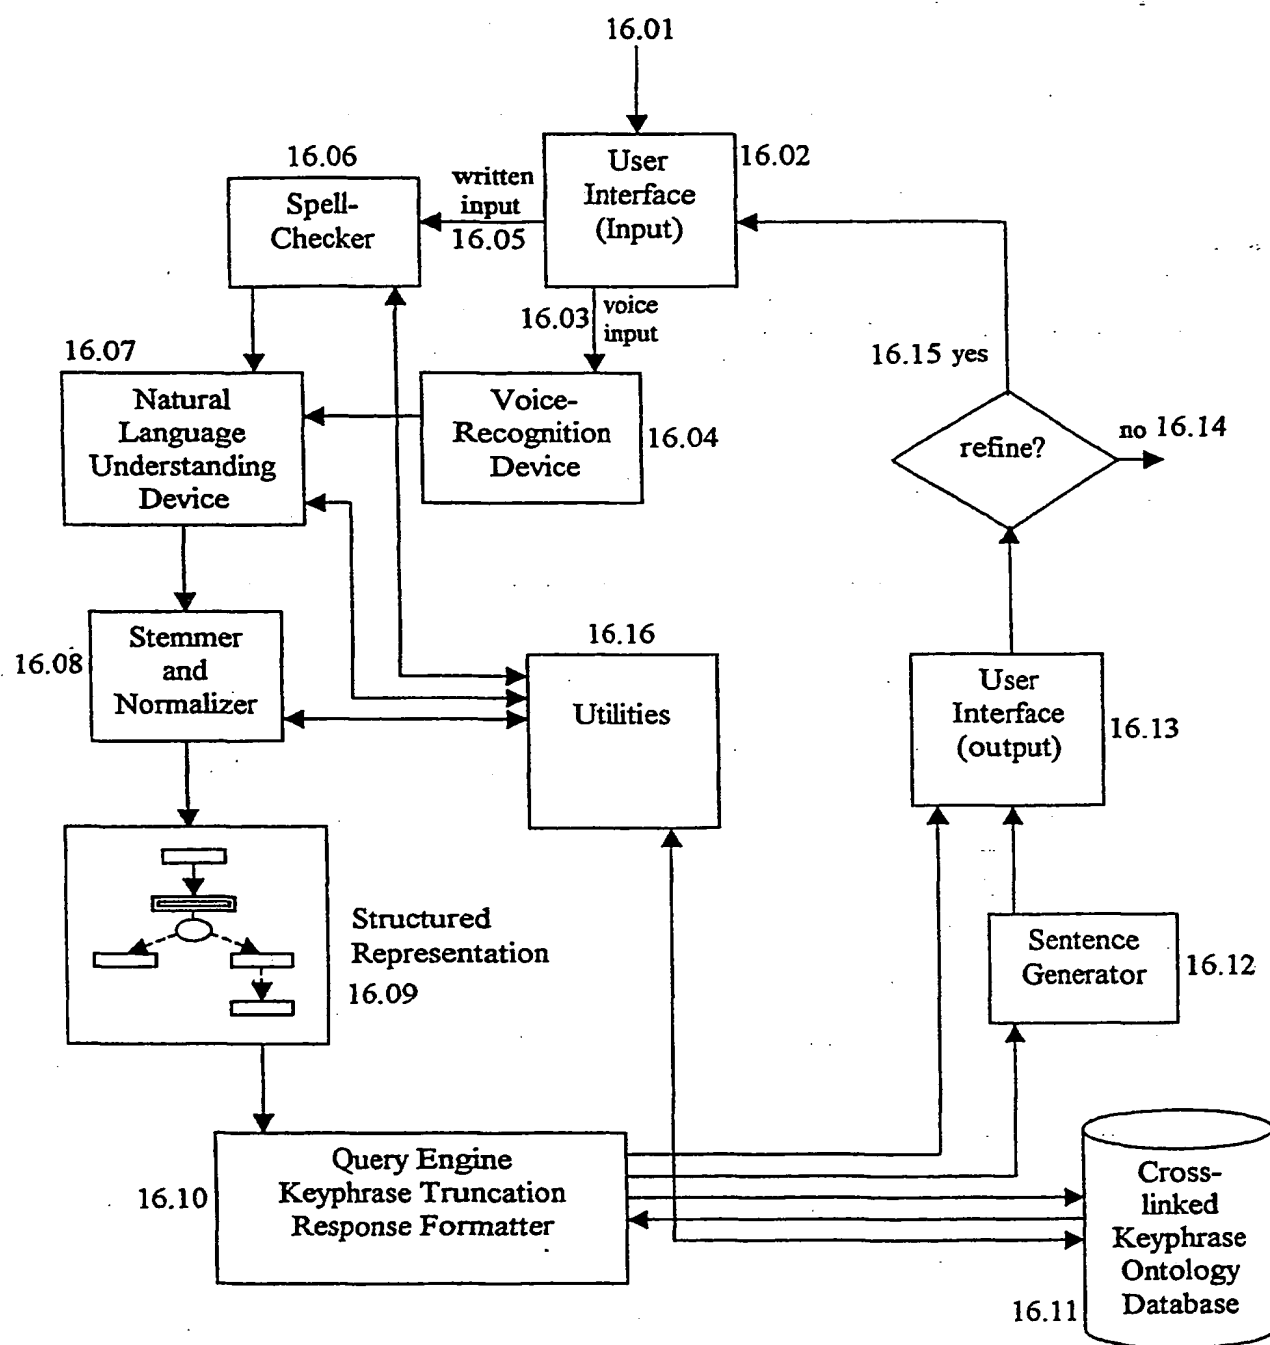 16.01
User
Interface
(Input)
16.02
16.06
written
input
16.05
Spell-
Checker
16.03
voice
input
16.07
Natural
Language
Understanding
Device
Voice-
Recognition
Device
16.04
16.15 yes
refine?
no 16.14
16.08
Stemmer
and
Normalizer
16.16
Utilities
User
Interface
(output)
16.13
Structured
Representation
16.09
Sentence
Generator
16.12
16.10
Query Engine
Keyphrase Truncation
Response Formatter
Cross-
linked
Keyphrase
Ontology
Database
16.11